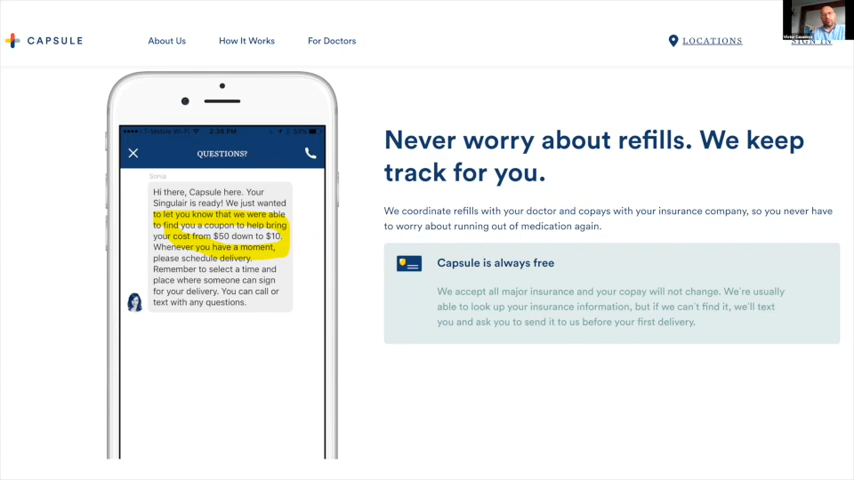 CAPSULE
About Us
How It Works
For Doctors
LOCATIONS
SIGN IN
2:38 PM
QUESTIONS?
Hi there, Capsule here. Your
Singulair is ready! We just wanted
to let you know that we were able
to find you a coupon to help bring
your cost from $50 down to $10.
Whenever you have a moment,
please schedule delivery.
Remember to select a time and
place where someone can sign
for your delivery. You can call or
text with any questions.
Never worry about refills. We keep
track for you.
We coordinate refills with your doctor and copays with your insurance company, so you never have
to worry about running out of medication again.
Capsule is always free
We accept all major insurance and your copay will not change. We're usually
able to look up your insurance information, but if we can't find it, we'll text
you and ask you to send it to us before your first delivery.